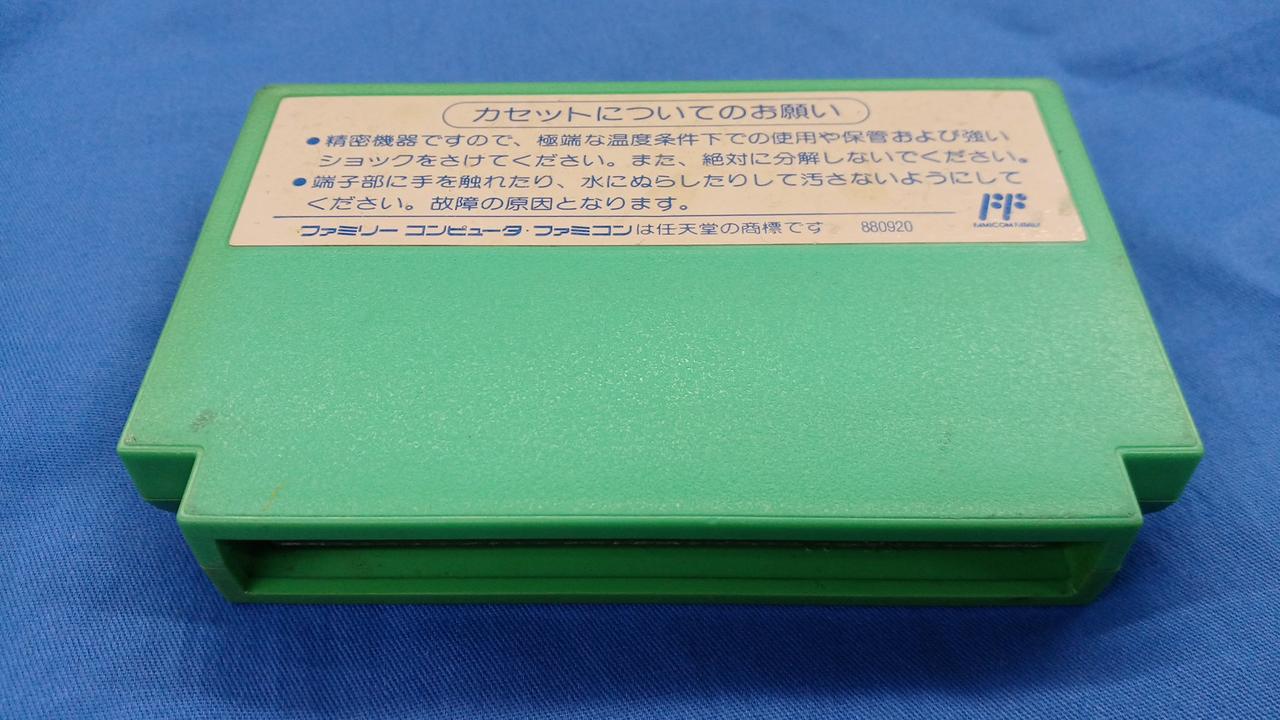 カセットについてのお願い
●精密機器ですので、極端な温度条件下での使用や保管および強い
ショックをさけてください。また、絶対に分解しないでください。
●端子部に手を触れたり、水にぬらしたりして汚さないようにして
ください。故障の原因となります。
FF
FAMICOM FAMILY
ファミリー コンピュータ・ファミコンは任天堂の商標です 880920